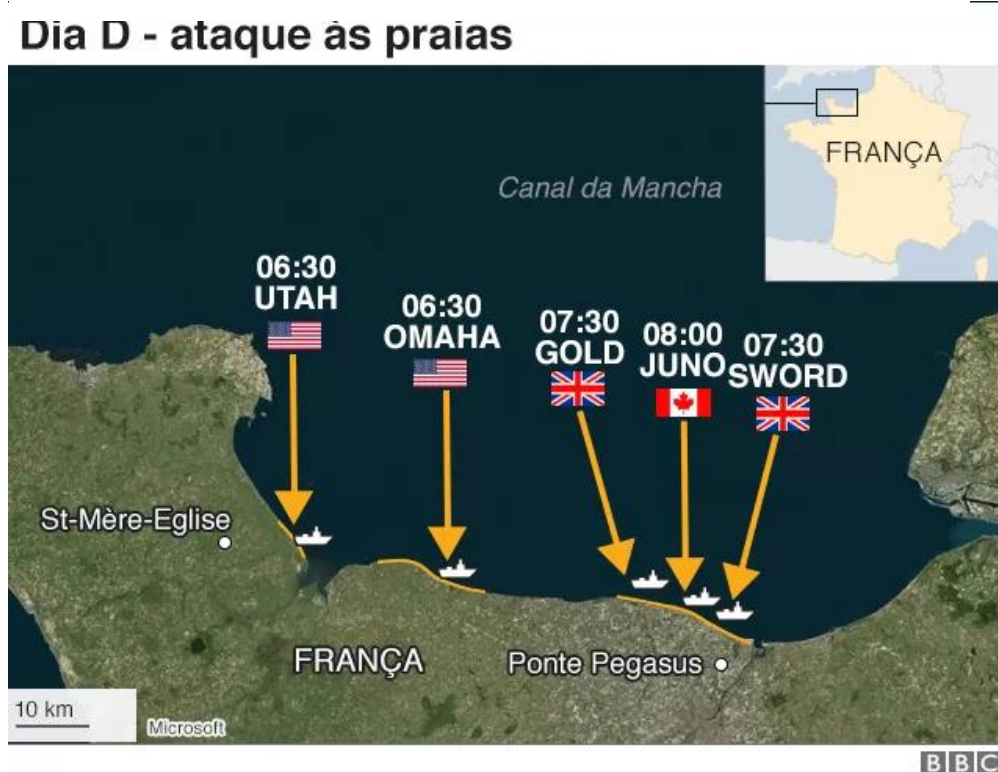 Dia D - ataque às praias
FRANÇA
Canal da Mancha
06:30
UTAH
06:30
OMAHA
07:30
GOLD
08:00
JUNO
07:30
SWORD
St-Mère-Eglise
FRANÇA
Ponte Pegasus
10 km
Microsoft
BBC